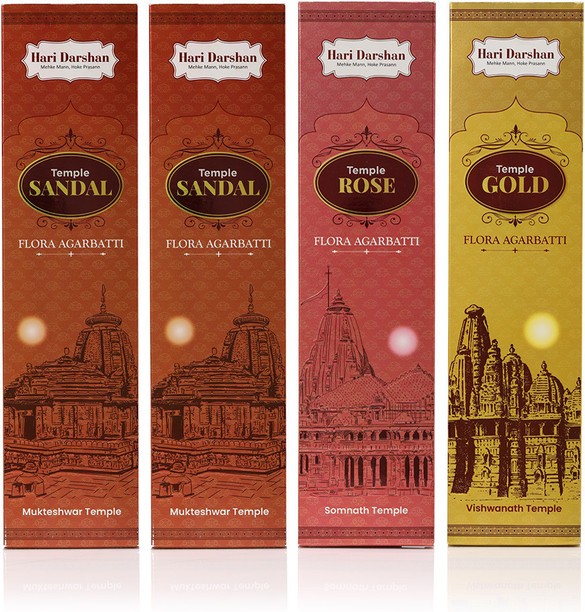 Hari Darshan
Mehke Mann, Hoke Prasann
Temple
SANDAL
FLORA AGARBATTI
Mukteshwar Temple
Hari Darshan
Mehke Mann, Hoke Prasann
Temple
SANDAL
FLORA AGARBATTI
Mukteshwar Temple
Hari Darshan
Mehke Mann, Hoke Prasann
Temple
ROSE
FLORA AGARBATTI
Somnath Temple
Hari Darshan
Mehke Mann, Hoke Prasann
Temple
GOLD
FLORA AGARBATTI
Vishwanath Temple